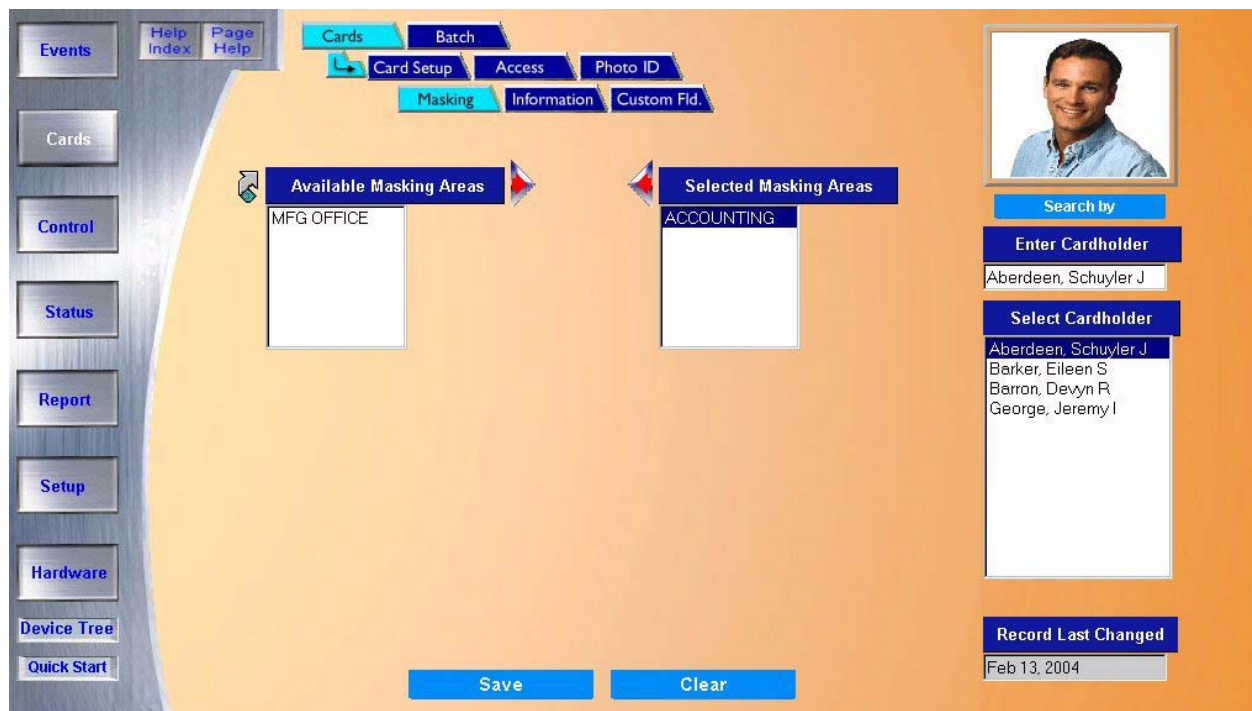 Events
Help Index
Page Help
Cards
Batch
Card Setup
Access
Photo ID
Masking
Information
Custom Fld.
Cards
Control
Status
Report
Setup
Hardware
Device Tree
Quick Start
Available Masking Areas
MFG OFFICE
Selected Masking Areas
ACCOUNTING
Save
Clear
Search by
Enter Cardholder
Aberdeen, Schuyler J
Select Cardholder
Aberdeen, Schuyler J
Barker, Eileen S
Barron, Devyn R
George, Jeremy I
Record Last Changed
Feb 13, 2004